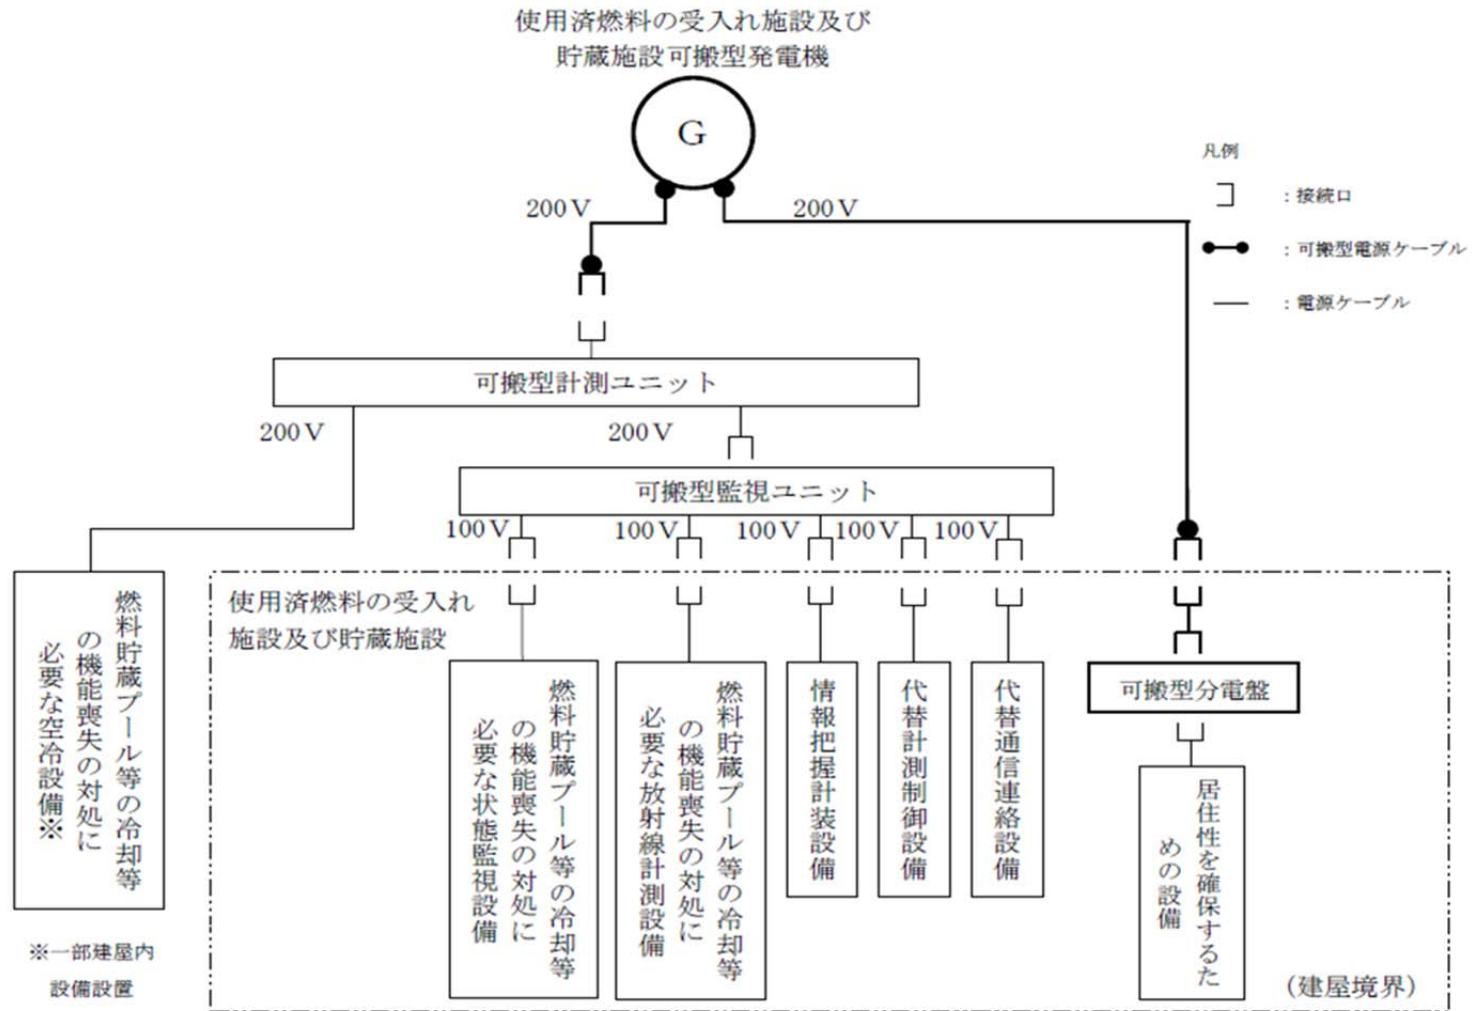 使用済燃料の受入れ施設及び
貯蔵施設可搬型発電機
G
200V
200V
凡例
：接続口
：可搬型電源ケーブル
：電源ケーブル
可搬型計測ユニット
200V
200V
可搬型監視ユニット
100V
100V
100V
100V
100V
使用済燃料の受入れ
施設及び貯蔵施設
燃料貯蔵プール等の冷却等
の機能喪失の対処に
必要な空冷設備※
燃料貯蔵プール等の冷却等
の機能喪失の対処に
必要な状態監視設備
燃料貯蔵プール等の冷却等
の機能喪失の対処に
必要な放射線計測設備
情報把握計装設備
代替計測制御設備
代替通信連絡設備
可搬型分電盤
居住性を確保するた
めの設備
※一部建屋内
設備設置
（建屋境界）